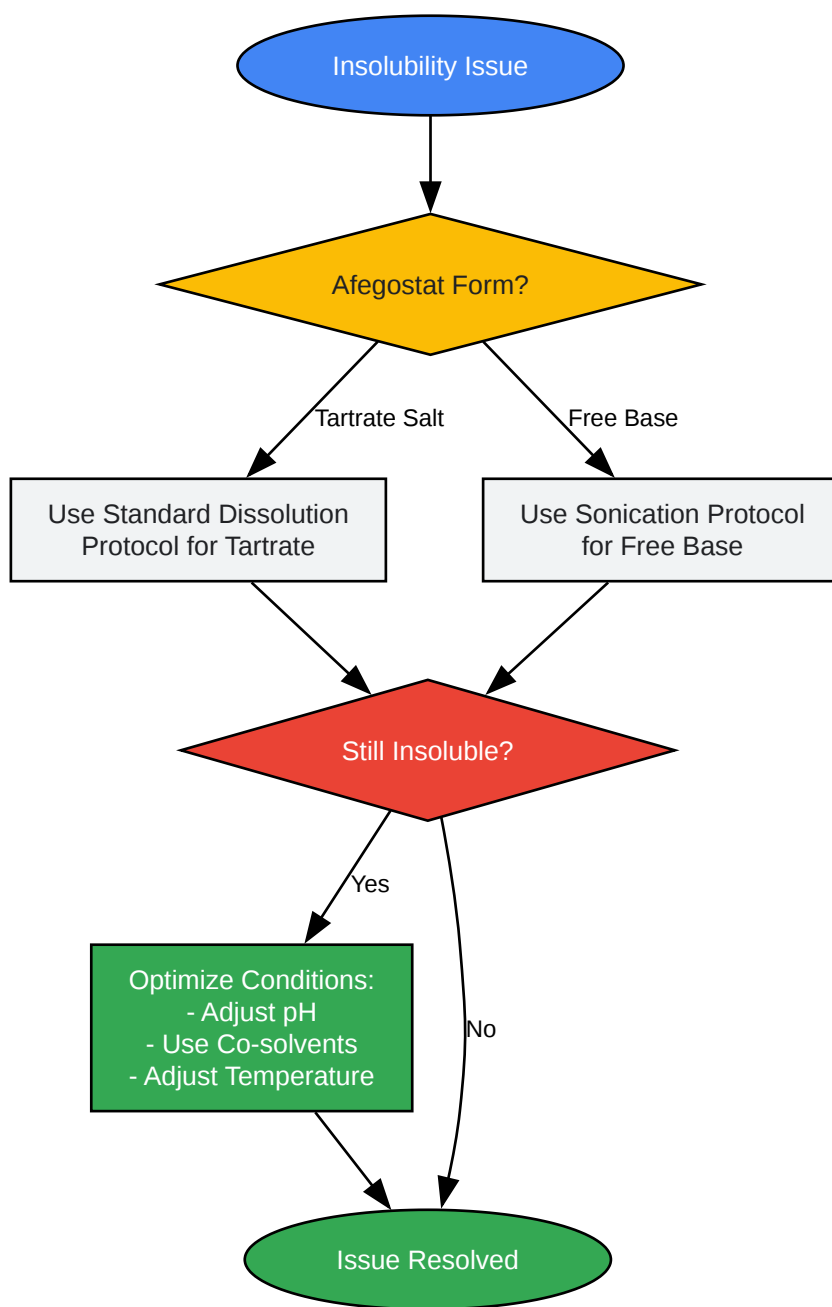 Insolubility Issue
Afegostat Form?
Tartrate Salt
Free Base
Use Standard Dissolution
Protocol for Tartrate
Use Sonication Protocol
for Free Base
Still Insoluble?
Yes
Optimize Conditions:
- Adjust pH
- Use Co-solvents
- Adjust Temperature
No
Issue Resolved